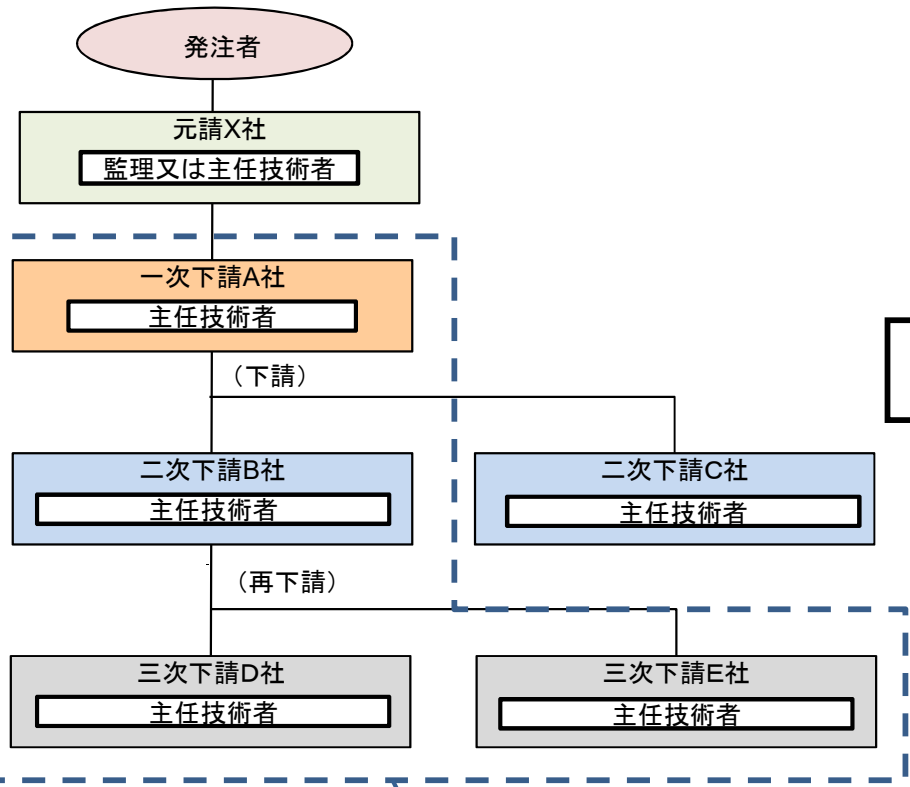 発注者
元請X社
監理又は主任技術者
一次下請A社
主任技術者
（下請）
二次下請B社
主任技術者
二次下請C社
主任技術者
（再下請）
三次下請D社
主任技術者
三次下請E社
主任技術者